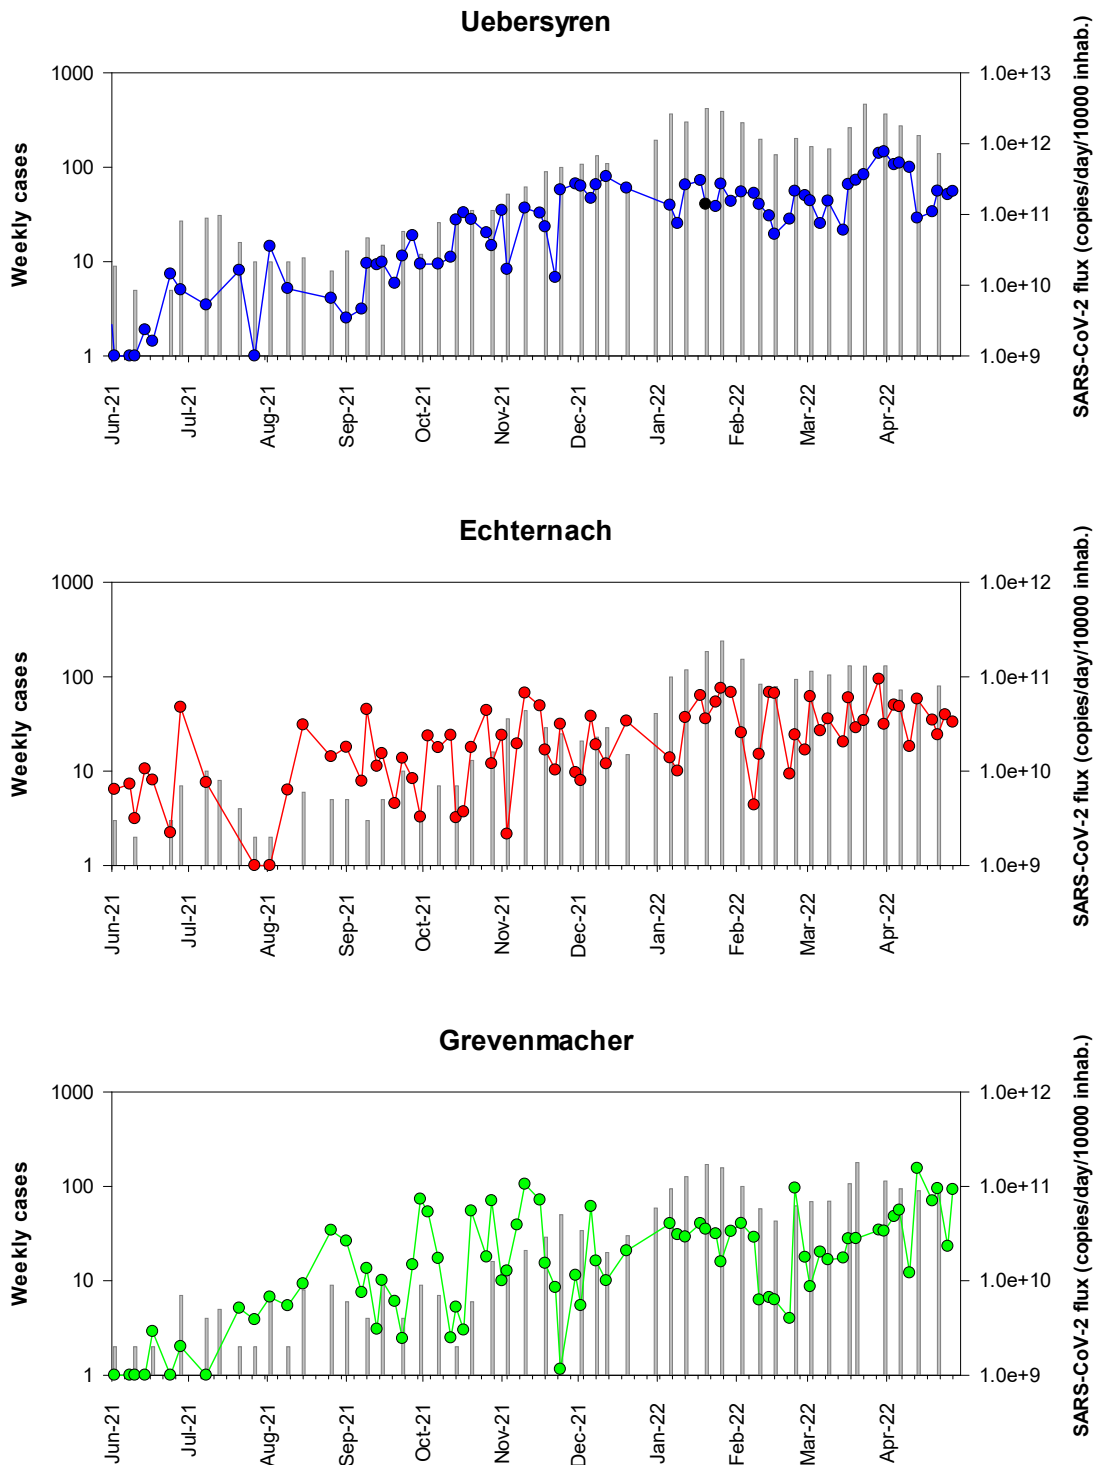 Uebersyren
Weekly cases
1000
100
10
1
1.0e+13
1.0e+12
1.0e+11
1.0e+10
1.0e+9
SARS-CoV-2 flux (copies/day/10000 inhab.)
Jun-21
Jul-21
Aug-21
Sep-21
Oct-21
Nov-21
Dec-21
Jan-22
Feb-22
Mar-22
Apr-22
Echternach
Weekly cases
1000
100
10
1
1.0e+12
1.0e+11
1.0e+10
1.0e+9
SARS-CoV-2 flux (copies/day/10000 inhab.)
Jun-21
Jul-21
Aug-21
Sep-21
Oct-21
Nov-21
Dec-21
Jan-22
Feb-22
Mar-22
Apr-22
Grevenmacher
Weekly cases
1000
100
10
1
1.0e+12
1.0e+11
1.0e+10
1.0e+9
SARS-CoV-2 flux (copies/day/10000 inhab.)
Jun-21
Jul-21
Aug-21
Sep-21
Oct-21
Nov-21
Dec-21
Jan-22
Feb-22
Mar-22
Apr-22